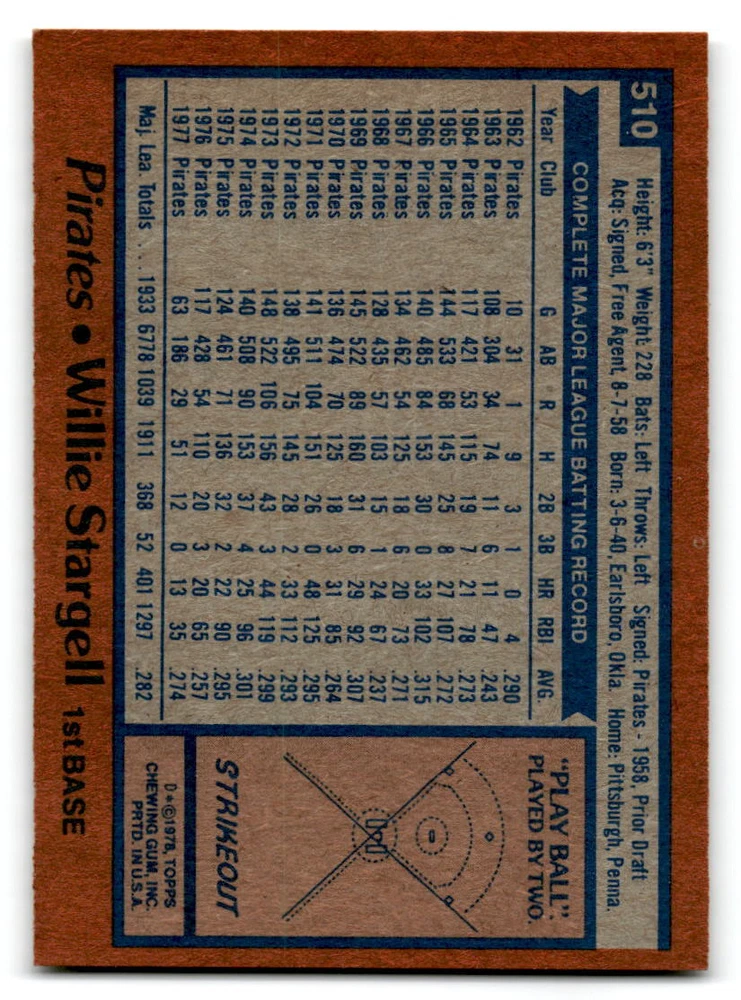 510
Height: 6'3" Weight 228 Bats: Left Throws: Left Signed: Pirates - 1958, Prior Draft
Acq: Signed, Free Agent, 8-7-58 Born: 3-6-40, Earlsboro, Okla. Home: Pittsburgh, Penna.
COMPLETE MAJOR LEAGUE BATTING RECORD
Year Club G AB R H 2B 3B HR RBI AVG.
1962 Pirates 10 31 1 9 3 1 0 4 .290
1963 Pirates 108 304 34 74 11 6 11 47 .243
1964 Pirates 117 421 53 115 19 7 21 78 .273
1965 Pirates 144 533 68 145 25 8 27 107 .272
1966 Pirates 140 485 84 153 30 0 33 102 .315
1967 Pirates 134 462 54 125 18 6 20 73 .271
1968 Pirates 128 435 57 103 15 1 24 67 .237
1969 Pirates 145 522 89 160 31 6 29 92 .307
1970 Pirates 136 474 70 125 18 3 31 85 .264
1971 Pirates 141 511 104 151 26 0 48 125 .295
1972 Pirates 138 495 75 145 28 2 33 112 .293
1973 Pirates 148 522 106 156 43 3 44 119 .299
1974 Pirates 140 508 90 153 37 4 25 96 .301
1975 Pirates 124 461 71 136 32 2 22 90 .295
1976 Pirates 117 428 54 110 20 3 20 65 .257
1977 Pirates 63 186 29 51 12 0 13 35 .274
Maj. Lea Totals ... 1933 6778 1039 1911 368 52 401 1297 .282
"PLAY BALL"
PLAYED BY TWO.
STRIKEOUT
D*©1978, TOPPS
CHEWING GUM, INC.
PRTD. IN U.S.A.
Pirates • Willie Stargell 1st BASE